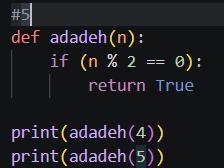 #5
def adadeh(n):
    if (n % 2 == 0):
        return True

print(adadeh(4))
print(adadeh(5))